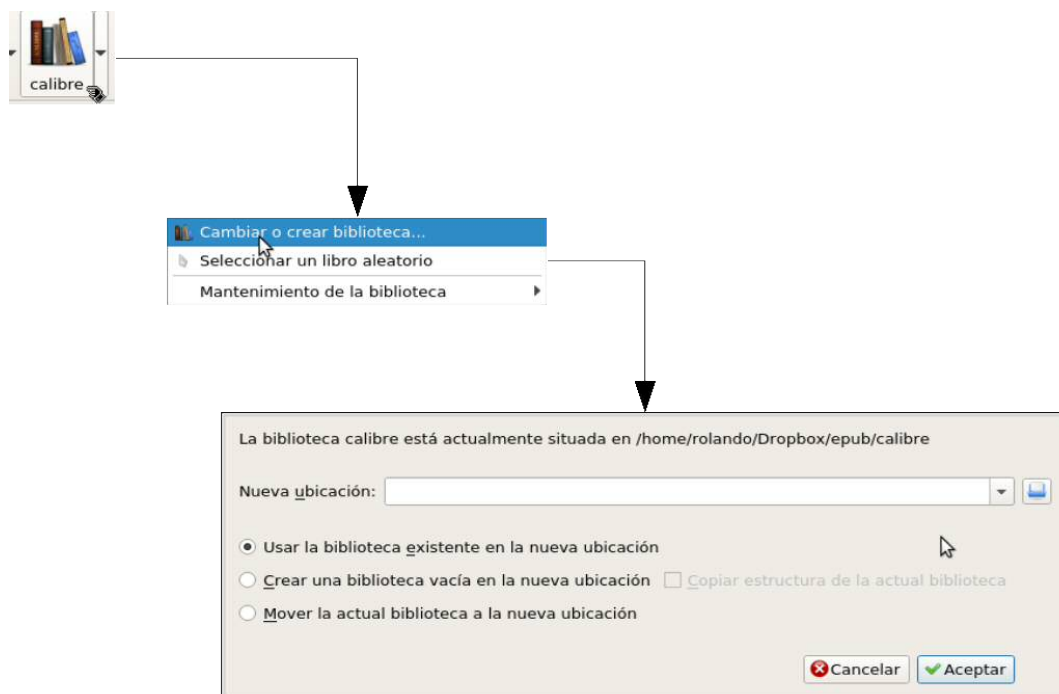 calibre
Cambiar o crear biblioteca...
Seleccionar un libro aleatorio
Mantenimiento de la biblioteca
La biblioteca calibre está actualmente situada en /home/rolando/Dropbox/epub/calibre
Nueva ubicación:
Usar la biblioteca existente en la nueva ubicación
Crear una biblioteca vacía en la nueva ubicación Copiar estructura de la actual biblioteca
Mover la actual biblioteca a la nueva ubicación
Cancelar Aceptar